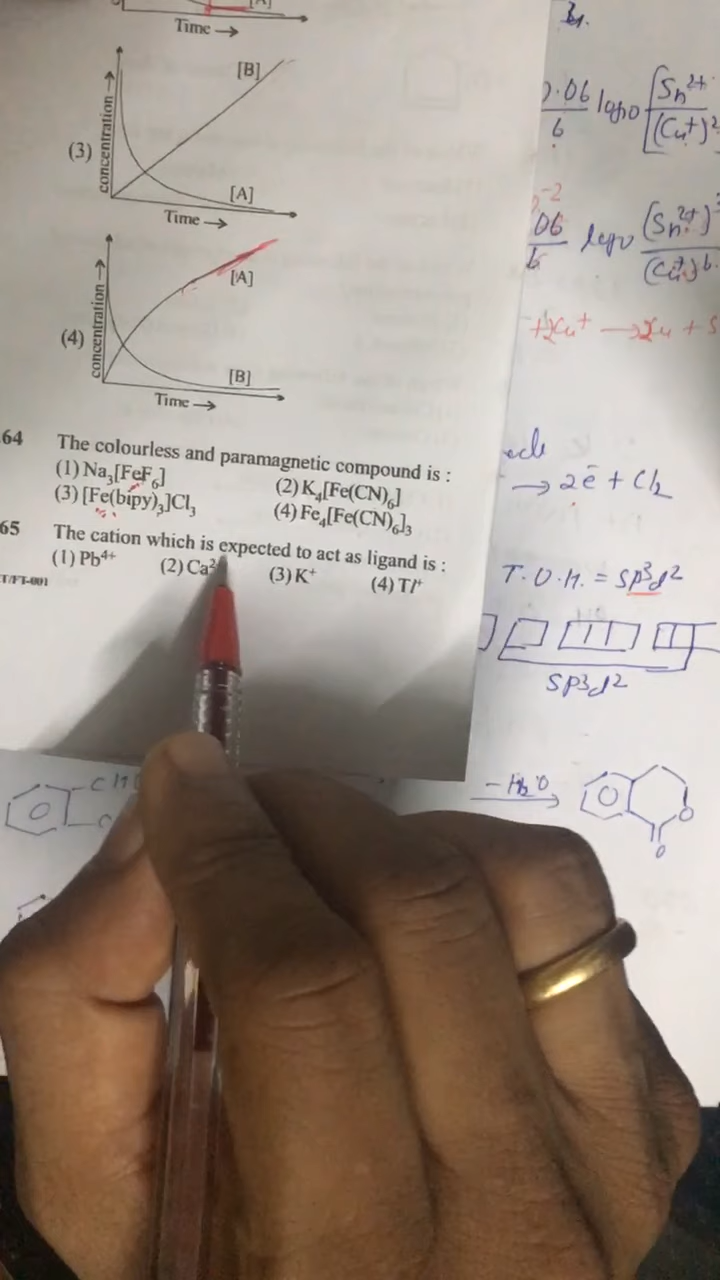 [A]
Time →
[B]
concentration →
(3)
[A]
Time →
[A]
concentration →
(4)
[B]
Time →
64 The colourless and paramagnetic compound is :
(1) Na₃[FeF₆] (2) K₄[Fe(CN)₆]
(3) [Fe(bipy)₃]Cl₃ (4) Fe₄[Fe(CN)₆]₃
65 The cation which is expected to act as ligand is :
(1) Pb⁴⁺ (2) Ca² (3) K⁺ (4) Tl⁺
T/FT-001
Sn²⁺
06
6
(Cu⁺)²
06
(Sn²⁺)
6
→ 2ē + Cl₂
T.O.H. = sp³d²
sp³d²
-H₂O
O
O